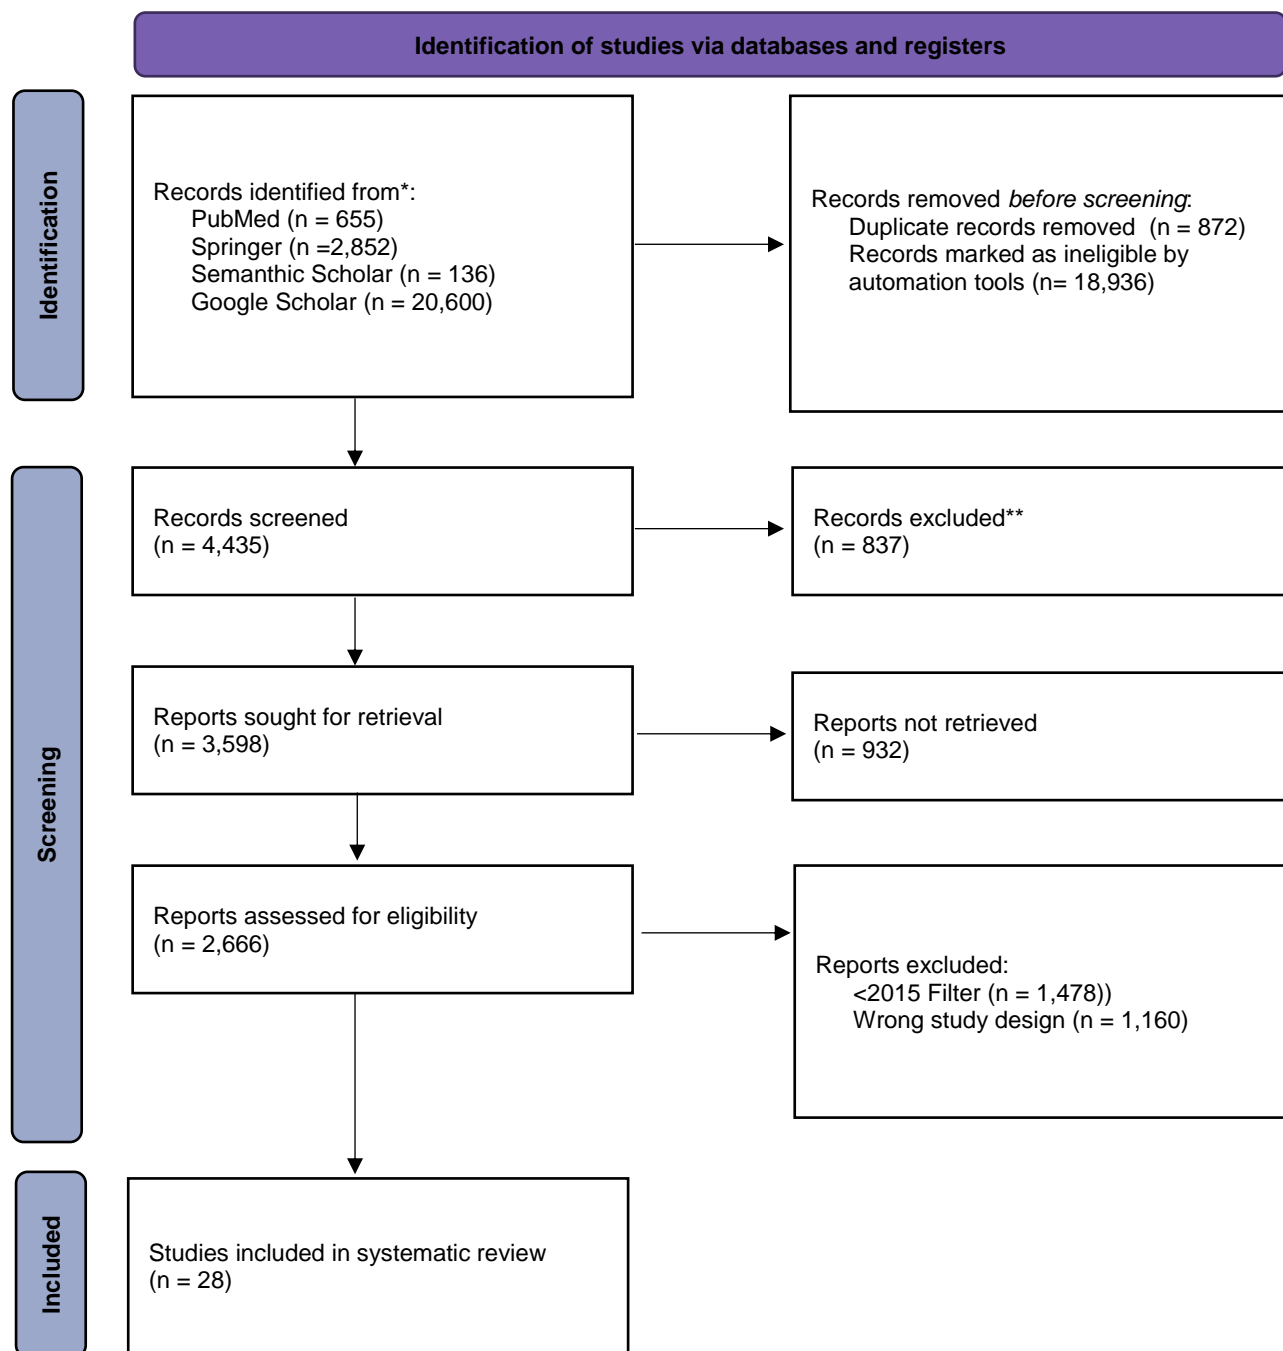 Identification of studies via databases and registers
Identification
Records identified from*:
PubMed (n = 655)
Springer (n =2,852)
Semanthic Scholar (n = 136)
Google Scholar (n = 20,600)
Records removed before screening:
Duplicate records removed  (n = 872)
Records marked as ineligible by
automation tools (n= 18,936)
Screening
Records screened
(n = 4,435)
Records excluded**
(n = 837)
Reports sought for retrieval
(n = 3,598)
Reports not retrieved
(n = 932)
Reports assessed for eligibility
(n = 2,666)
Reports excluded:
<2015 Filter (n = 1,478))
Wrong study design (n = 1,160)
Included
Studies included in systematic review
(n = 28)